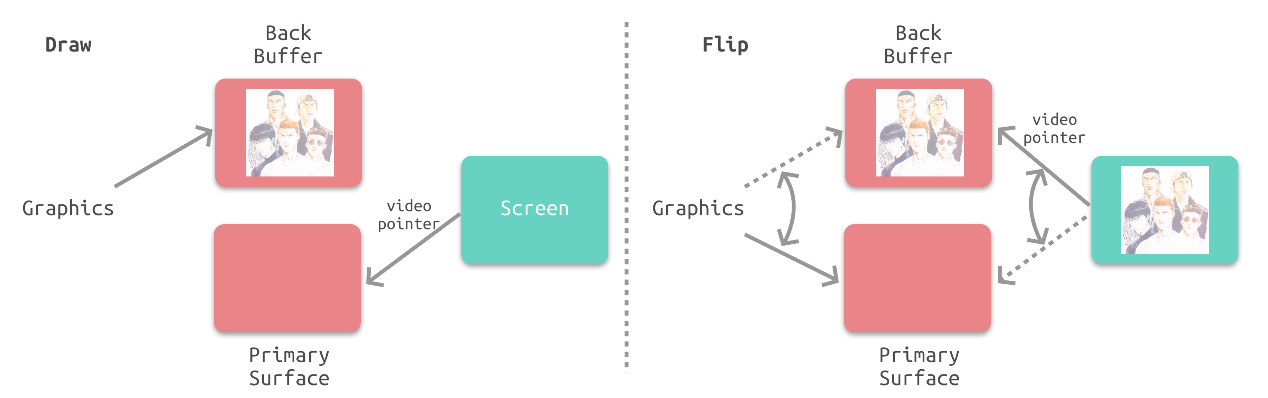 Draw
Back
Buffer
Graphics
video
pointer
Screen
Primary
Surface
Flip
Back
Buffer
video
pointer
Graphics
Primary
Surface